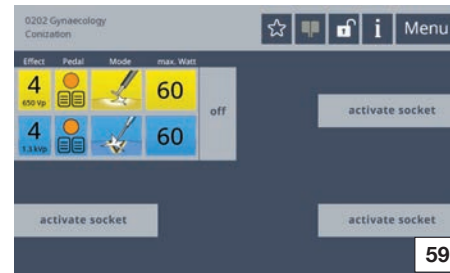 0202 Gynaecology
Conization
i Menu
Effect Pedal Mode max. Watt
4 60
650 Vp
off
activate socket
4 60
1.3 kVp
activate socket activate socket
59